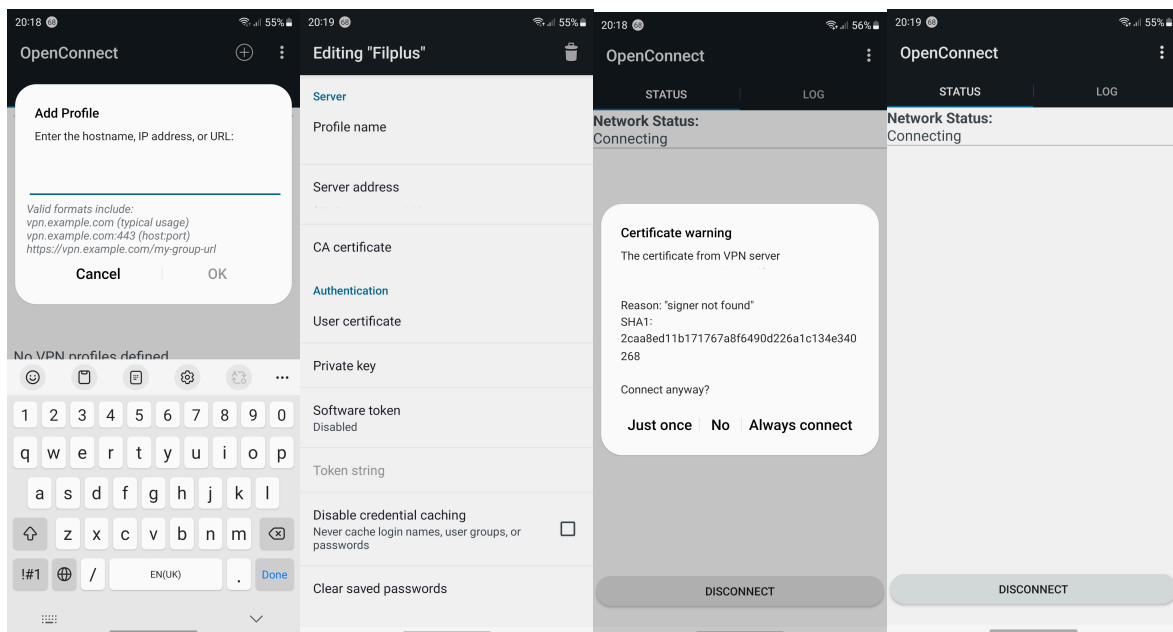 20:18 68 55%
OpenConnect
Add Profile
Enter the hostname, IP address, or URL:
Valid formats include:
vpn.example.com (typical usage)
vpn.example.com:443 (host:port)
https://vpn.example.com/my-group-url
Cancel OK
No VPN profiles defined
1 2 3 4 5 6 7 8 9 0
q w e r t y u i o p
a s d f g h j k l
z x c v b n m
!#1 / EN(UK) . Done
20:19 68 55%
Editing "Filplus"
Server
Profile name
Server address
CA certificate
Authentication
User certificate
Private key
Software token
Disabled
Token string
Disable credential caching
Never cache login names, user groups, or
passwords
Clear saved passwords
20:18 68 56%
OpenConnect
STATUS LOG
Network Status:
Connecting
Certificate warning
The certificate from VPN server
Reason: "signer not found"
SHA1:
2caa8ed11b171767a8f6490d226a1c134e340
268
Connect anyway?
Just once No Always connect
DISCONNECT
20:19 68 55%
OpenConnect
STATUS LOG
Network Status:
Connecting
DISCONNECT